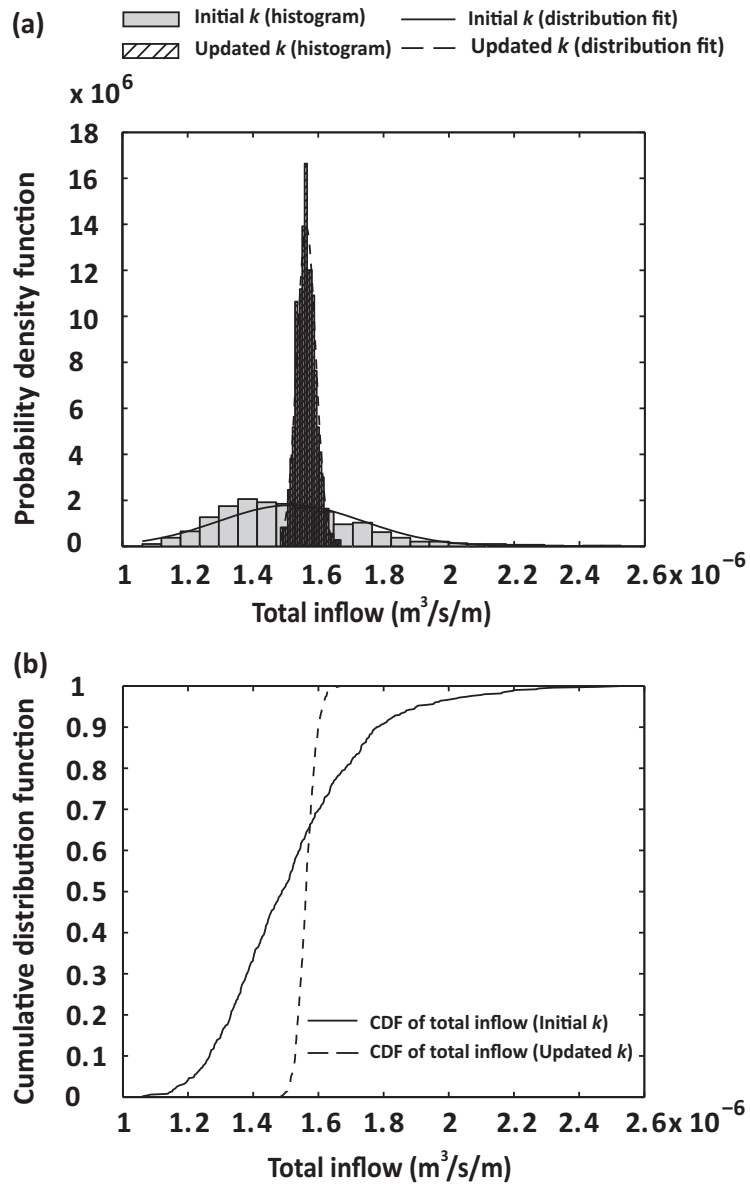 (a)
Initial k (histogram)
Initial k (distribution fit)
Updated k (histogram)
Updated k (distribution fit)
x 10⁶
18
16
14
12
10
8
6
4
2
0
Probability density function
1 1.2 1.4 1.6 1.8 2 2.2 2.4 2.6 x 10⁻⁶
Total inflow (m³/s/m)
(b)
1
0.9
0.8
0.7
0.6
0.5
0.4
0.3
0.2
0.1
0
Cumulative distribution function
CDF of total inflow (Initial k)
CDF of total inflow (Updated k)
1 1.2 1.4 1.6 1.8 2 2.2 2.4 2.6 x 10⁻⁶
Total inflow (m³/s/m)